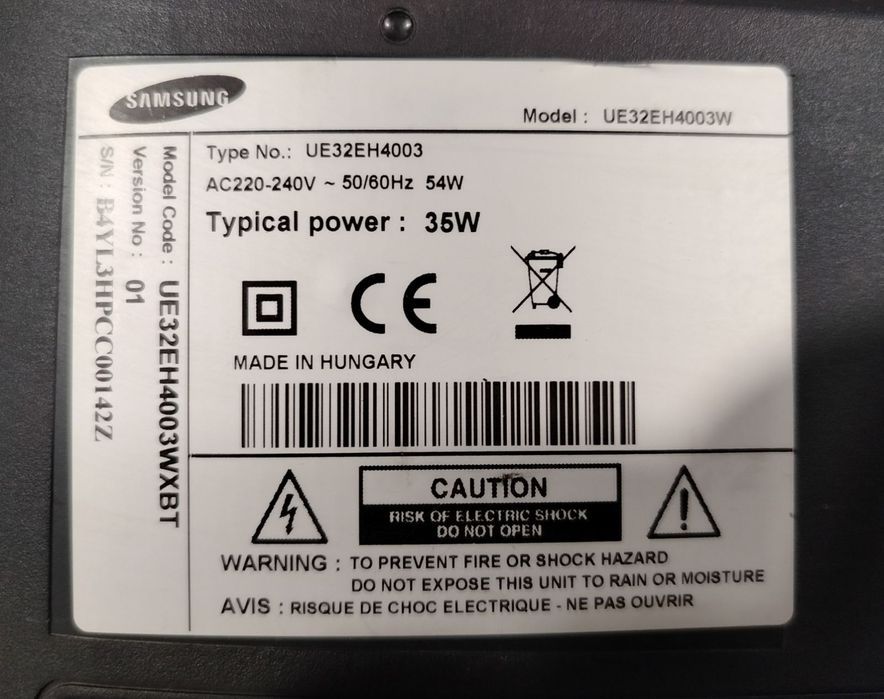 SAMSUNG
Model : UE32EH4003W
Type No.: UE32EH4003
AC220-240V ~ 50/60Hz 54W
Typical power : 35W
CE
MADE IN HUNGARY
CAUTION
RISK OF ELECTRIC SHOCK
DO NOT OPEN
WARNING : TO PREVENT FIRE OR SHOCK HAZARD
DO NOT EXPOSE THIS UNIT TO RAIN OR MOISTURE
AVIS : RISQUE DE CHOC ELECTRIQUE - NE PAS OUVRIR
Model Code : UE32EH4003WXBT
Version No : 01
S/N : B4YL3HPCC00142Z